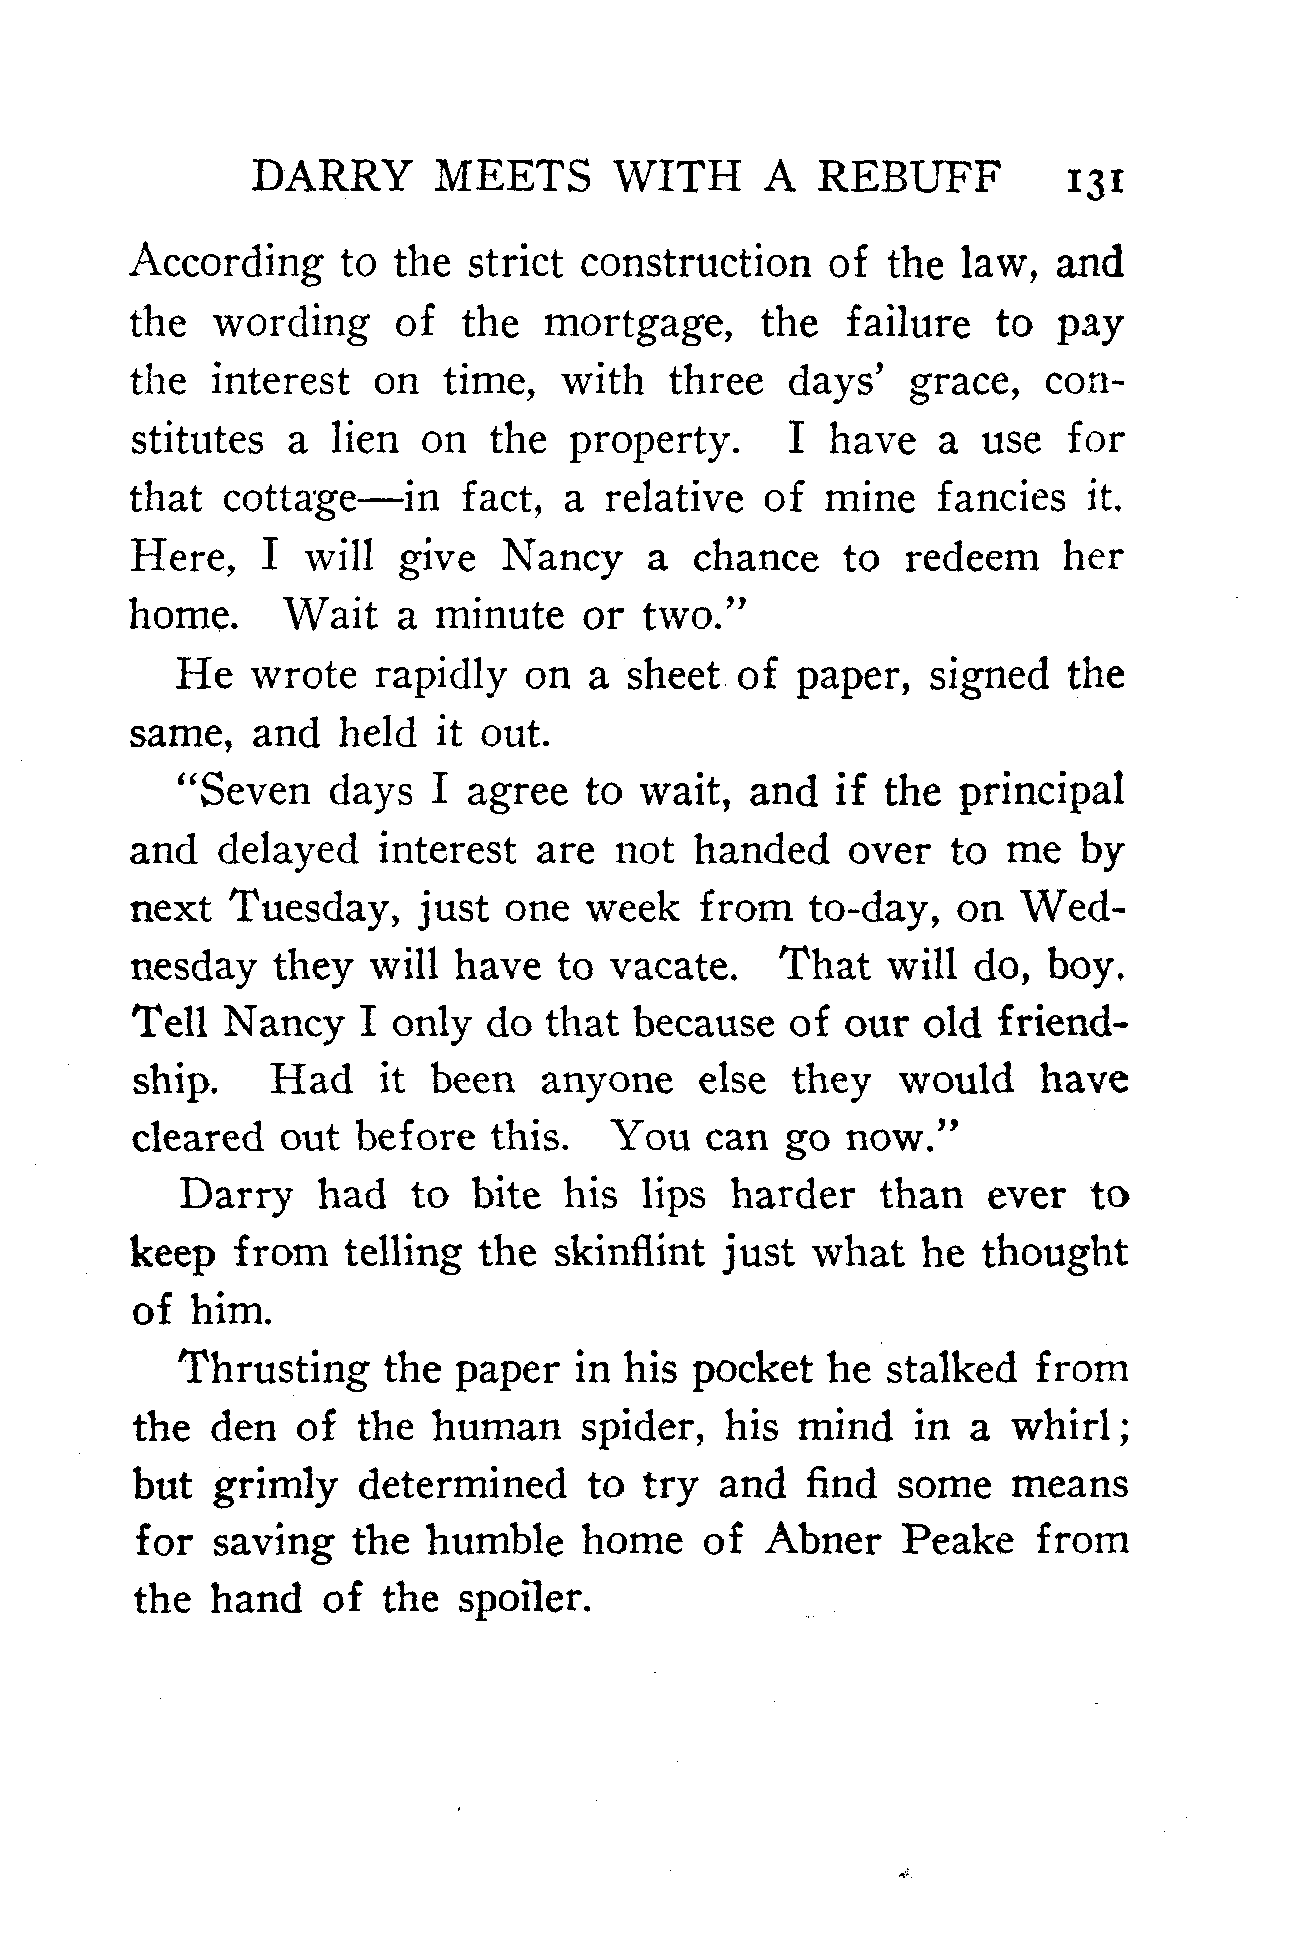 DARRY MEETS WITH A REBUFF 131
According to the strict construction of the law, and
the wording of the mortgage, the failure to pay
the interest on time, with three days' grace, con-
stitutes a lien on the property. I have a use for
that cottage—in fact, a relative of mine fancies it.
Here, I will give Nancy a chance to redeem her
home. Wait a minute or two."
He wrote rapidly on a sheet of paper, signed the
same, and held it out.
"Seven days I agree to wait, and if the principal
and delayed interest are not handed over to me by
next Tuesday, just one week from to-day, on Wed-
nesday they will have to vacate. That will do, boy.
Tell Nancy I only do that because of our old friend-
ship. Had it been anyone else they would have
cleared out before this. You can go now."
Darry had to bite his lips harder than ever to
keep from telling the skinflint just what he thought
of him.
Thrusting the paper in his pocket he stalked from
the den of the human spider, his mind in a whirl;
but grimly determined to try and find some means
for saving the humble home of Abner Peake from
the hand of the spoiler.